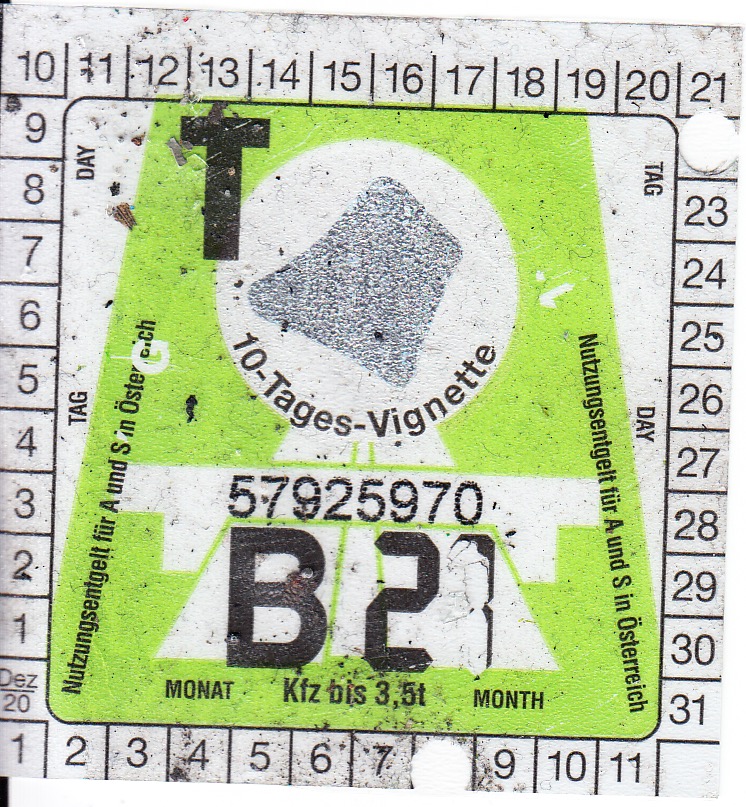 10 11 12 13 14 15 16 17 18 19 20 21
9
8
7
6
5
4
3
2
1
Dez
20
1
DAY
TAG
T
TAG
DAY
10-Tages-Vignette
Nutzungsentgelt für A und S in Österreich
Nutzungsentgelt für A und S in Österreich
57925970
B 21
MONAT Kfz bis 3,5t MONTH
23
24
25
26
27
28
29
30
31
2 3 4 5 6 7 9 10 11